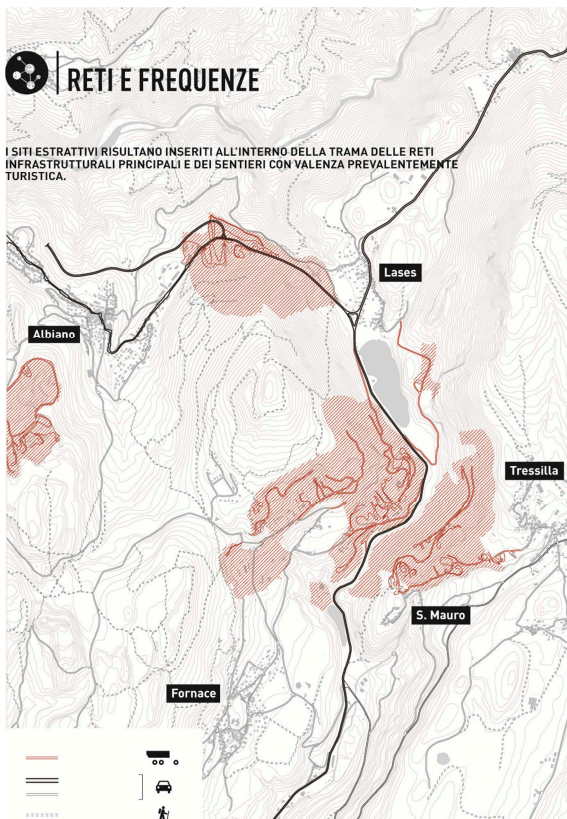 RETI E FREQUENZE
I SITI ESTRATTIVI RISULTANO INSERITI ALL'INTERNO DELLA TRAMA DELLE RETI
INFRASTRUTTURALI PRINCIPALI E DEI SENTIERI CON VALENZA PREVALENTEMENTE
TURISTICA.
Lases
Albiano
Tressilla
S. Mauro
Fornace